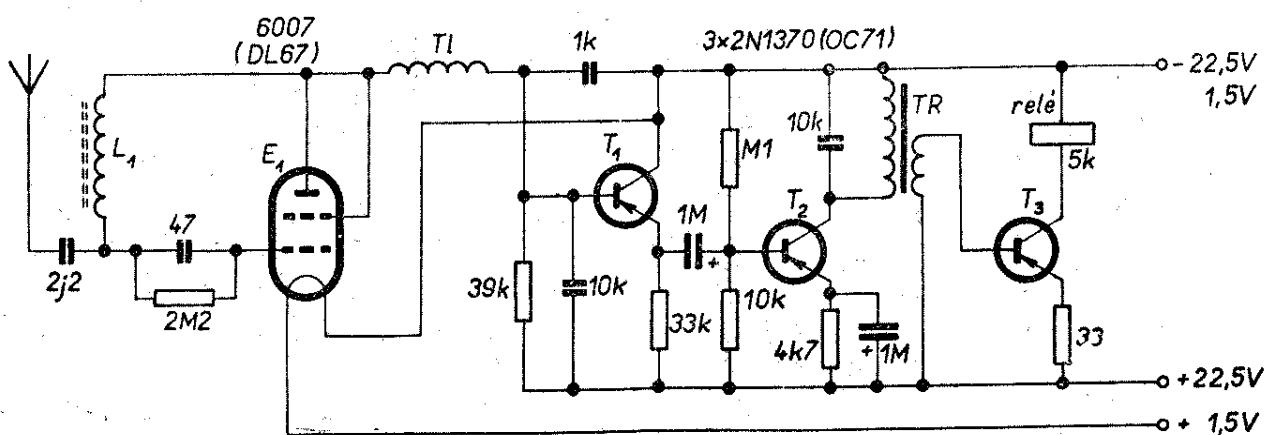 6007
(DL67)
Tl
1k
3×2N1370(OC71)
- 22,5V
1,5V
L1
E1
T1
M1
10k
TR
relé
5k
47
2j2
2M2
39k
10k
1M
+
33k
T2
10k
4k7
+ 1M
T3
33
+ 22,5V
+ 1,5V